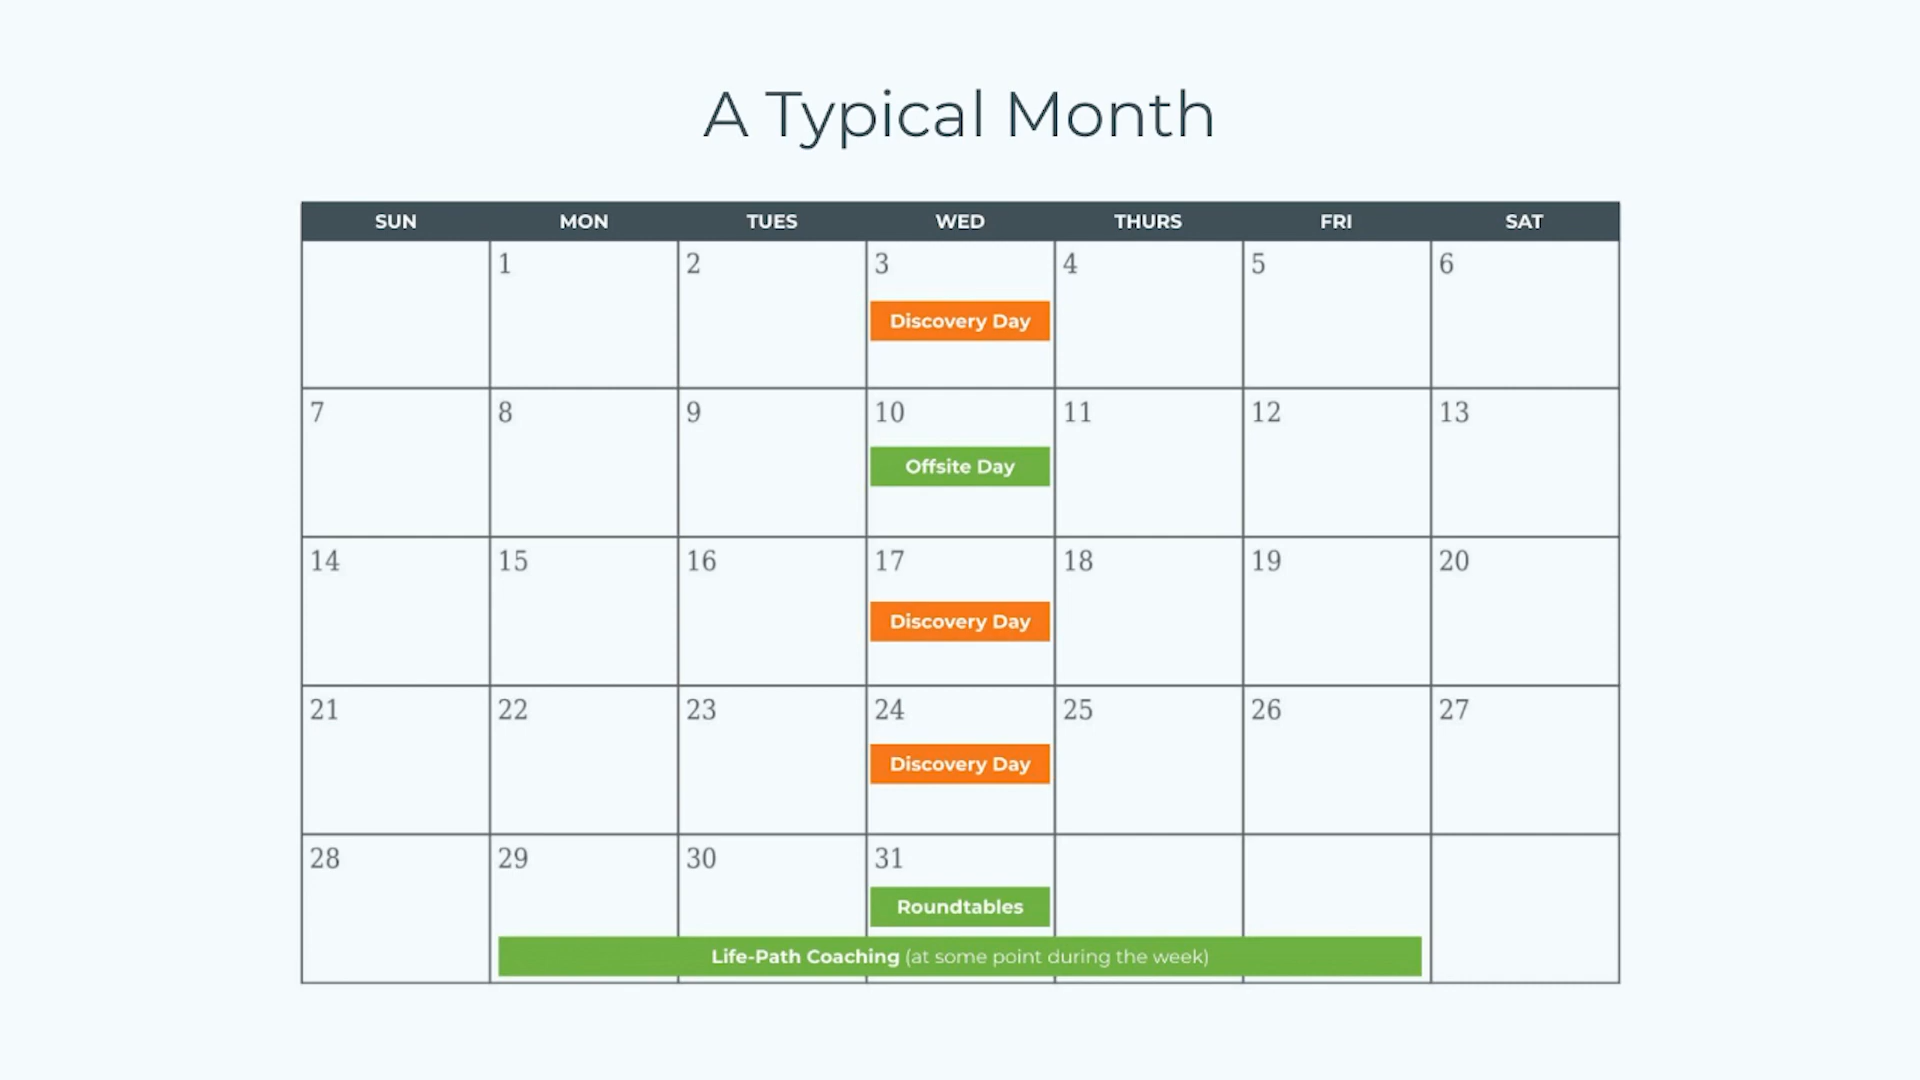 A Typical Month
SUN MON TUES WED THURS FRI SAT
1 2 3 4 5 6
Discovery Day
7 8 9 10 11 12 13
Offsite Day
14 15 16 17 18 19 20
Discovery Day
21 22 23 24 25 26 27
Discovery Day
28 29 30 31
Roundtables
Life-Path Coaching (at some point during the week)